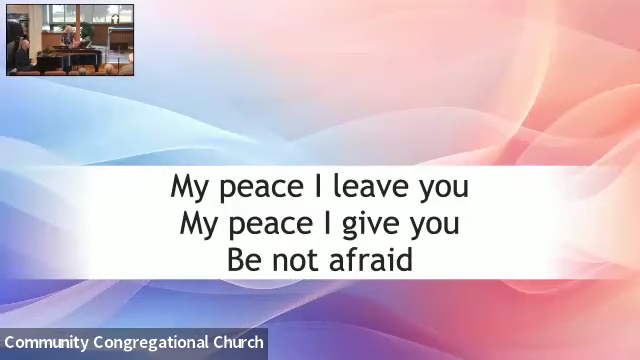 My peace I leave you
My peace I give you
Be not afraid
Community Congregational Church